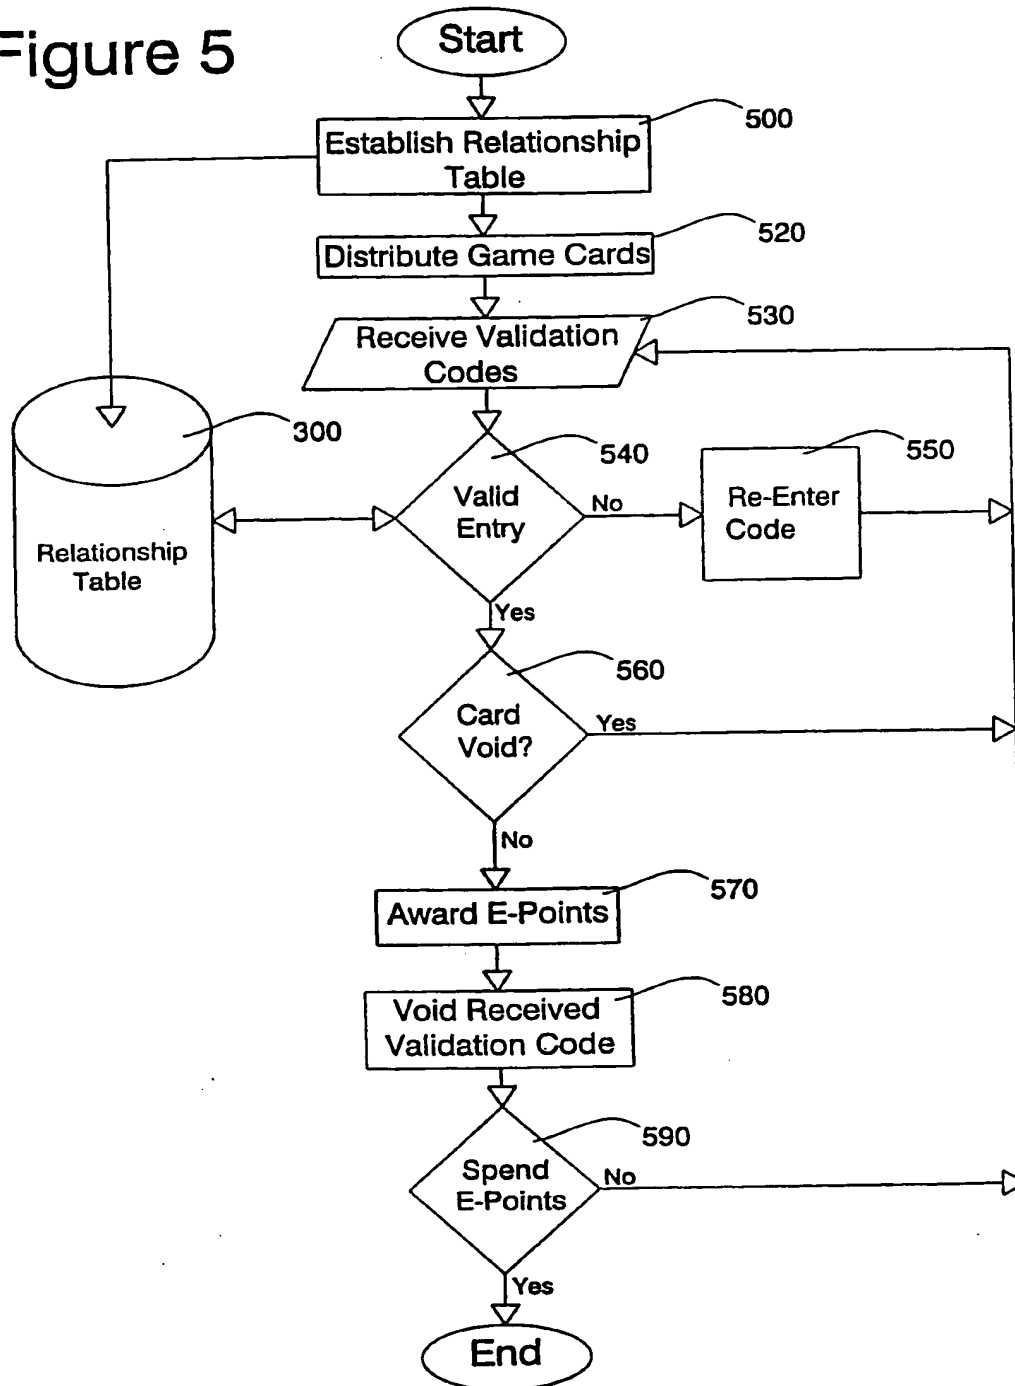 Figure 5
Start
500
Establish Relationship
Table
520
Distribute Game Cards
530
Receive Validation
Codes
300
540
550
Valid
Entry
No
Re-Enter
Code
Relationship
Table
Yes
560
Card
Void?
Yes
No
570
Award E-Points
580
Void Received
Validation Code
590
Spend
E-Points
No
Yes
End